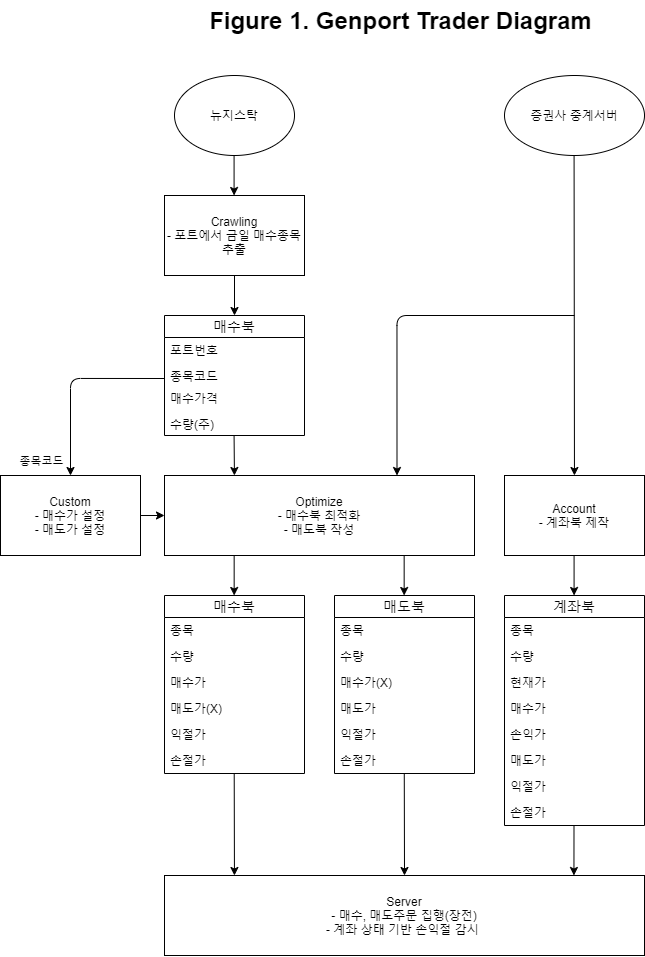 Figure 1. Genport Trader Diagram
뉴지스탁
증권사 중계서버
Crawling
- 포트에서 금일 매수종목
추출
매수북
포트번호
종목코드
매수가격
수량(주)
종목코드
Custom
- 매수가 설정
- 매도가 설정
Optimize
- 매수북 최적화
- 매도북 작성
Account
- 계좌북 제작
매수북
종목
수량
매수가
매도가(X)
익절가
손절가
매도북
종목
수량
매수가(X)
매도가
익절가
손절가
계좌북
종목
수량
현재가
매수가
손익가
매도가
익절가
손절가
Server
- 매수, 매도주문 집행(장전)
- 계좌 상태 기반 손익절 감시